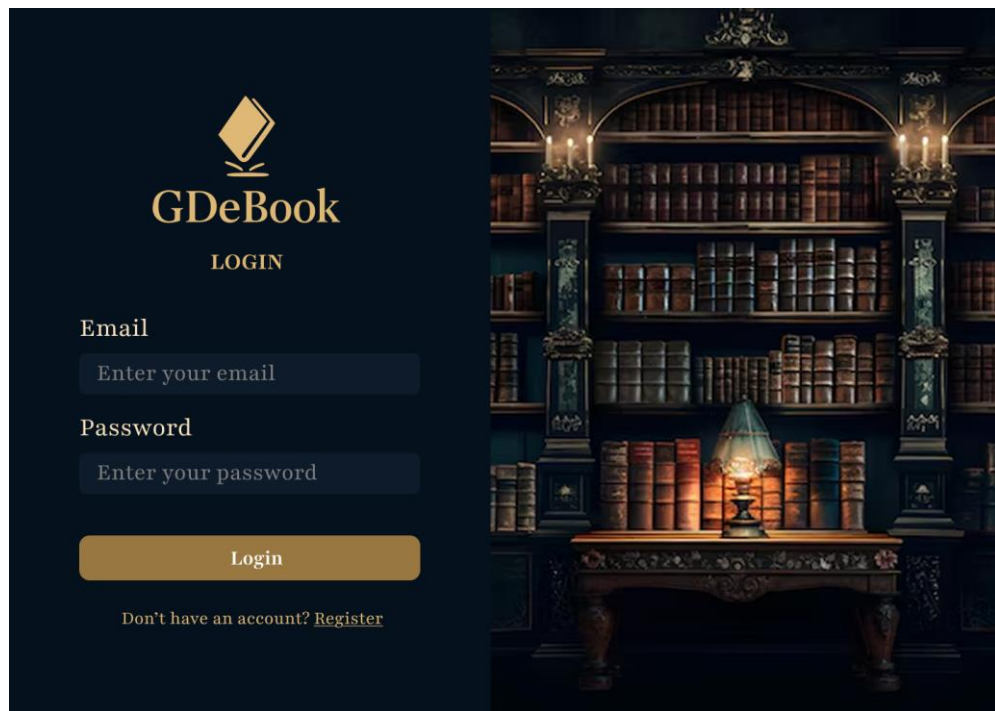 GDeBook
LOGIN
Email
Enter your email
Password
Enter your password
Login
Don’t have an account? Register